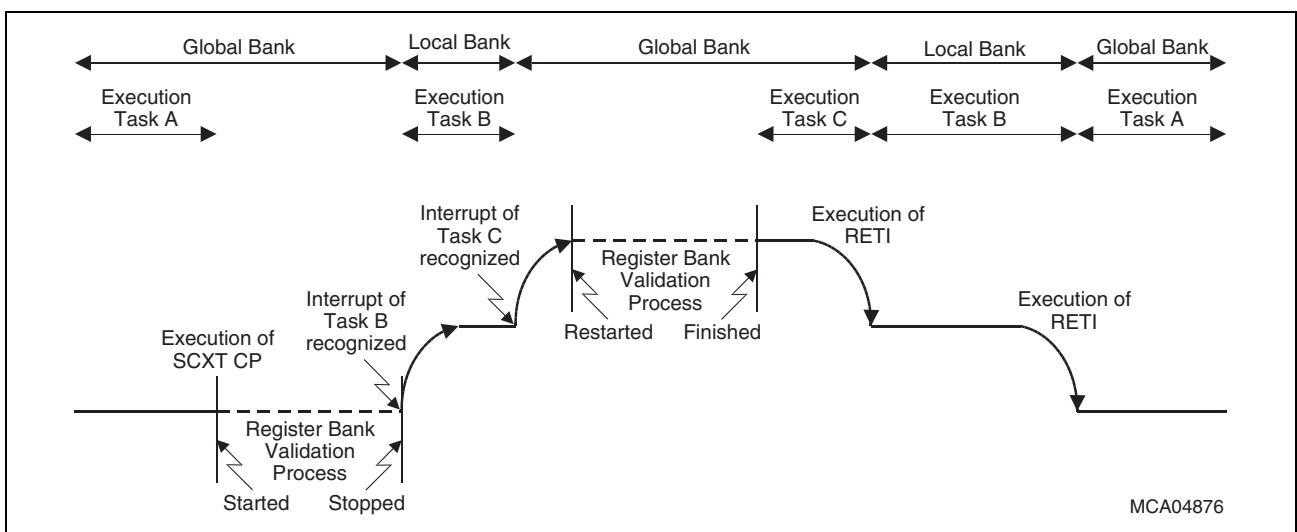 Global Bank
Local Bank
Global Bank
Local Bank
Global Bank
Execution
Task A
Execution
Task B
Execution
Task C
Execution
Task B
Execution
Task A
Interrupt of
Task C
recognized
Execution of
RETI
Register Bank
Validation
Process
Restarted
Finished
Interrupt of
Task B
recognized
Execution of
RETI
Execution of
SCXT CP
Register Bank
Validation
Process
Started
Stopped
MCA04876